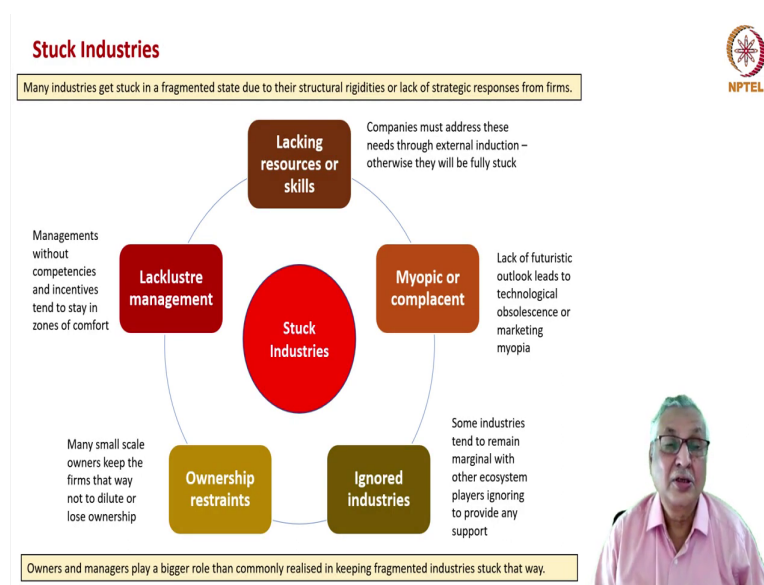 Stuck Industries
NPTEL
Many industries get stuck in a fragmented state due to their structural rigidities or lack of strategic responses from firms.
Lacking
resources or
skills
Companies must address these
needs through external induction –
otherwise they will be fully stuck
Managements
without
competencies
and incentives
tend to stay in
zones of comfort
Lacklustre
management
Myopic or
complacent
Lack of futuristic
outlook leads to
technological
obsolescence or
marketing
myopia
Stuck
Industries
Many small scale
owners keep the
firms that way
not to dilute or
lose ownership
Ownership
restraints
Ignored
industries
Some industries
tend to remain
marginal with
other ecosystem
players ignoring
to provide any
support
Owners and managers play a bigger role than commonly realised in keeping fragmented industries stuck that way.